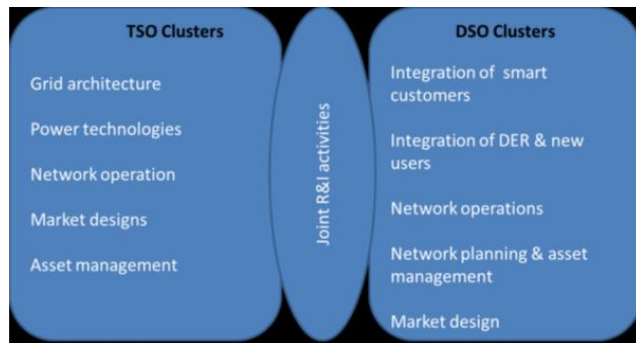 TSO Clusters
Grid architecture
Power technologies
Network operation
Market designs
Asset management
Joint R&I activities
DSO Clusters
Integration of smart
customers
Integration of DER & new
users
Network operations
Network planning & asset
management
Market design